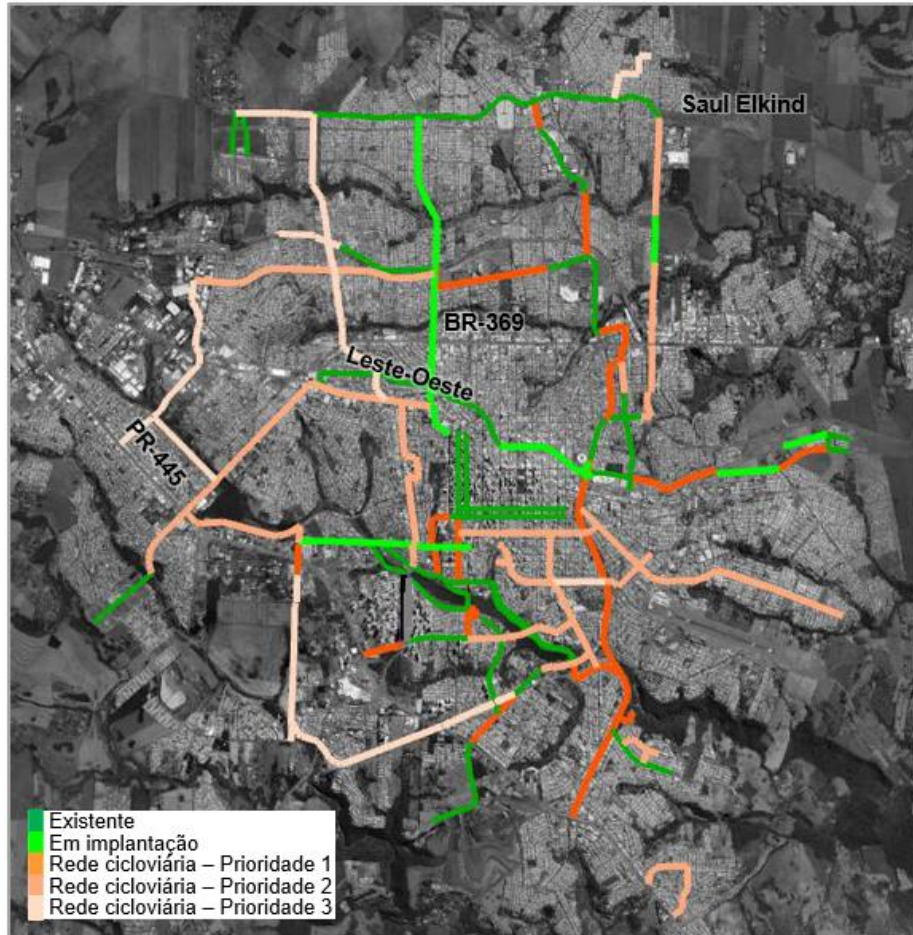 Saul Elkind
BR-369
Leste-Oeste
PR-445
Existente
Em implantação
Rede cicloviária – Prioridade 1
Rede cicloviária – Prioridade 2
Rede cicloviária – Prioridade 3